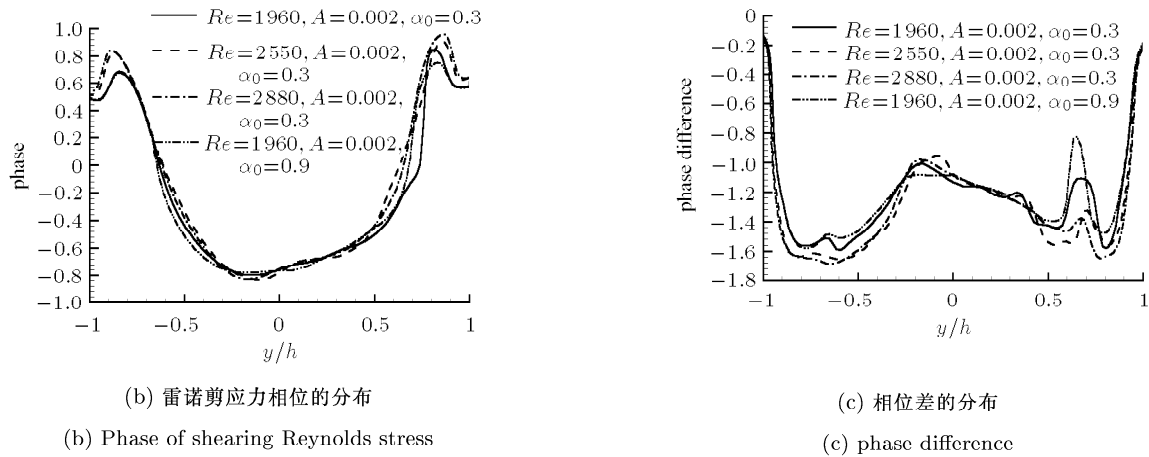 Re=1960, A=0.002, α₀=0.3
Re=2550, A=0.002,
α₀=0.3
Re=2880, A=0.002,
α₀=0.3
Re=1960, A=0.002,
α₀=0.9
1.0
0.8
0.6
0.4
0.2
0
−0.2
−0.4
−0.6
−0.8
−1.0
phase
−1
−0.5
0
0.5
1
y/h
(b) 雷诺剪应力相位的分布
(b) Phase of shearing Reynolds stress
Re=1960, A=0.002, α₀=0.3
Re=2550, A=0.002, α₀=0.3
Re=2880, A=0.002, α₀=0.3
Re=1960, A=0.002, α₀=0.9
0
−0.2
−0.4
−0.6
−0.8
−1.0
−1.2
−1.4
−1.6
−1.8
phase difference
−1
−0.5
0
0.5
1
y/h
(c) 相位差的分布
(c) phase difference